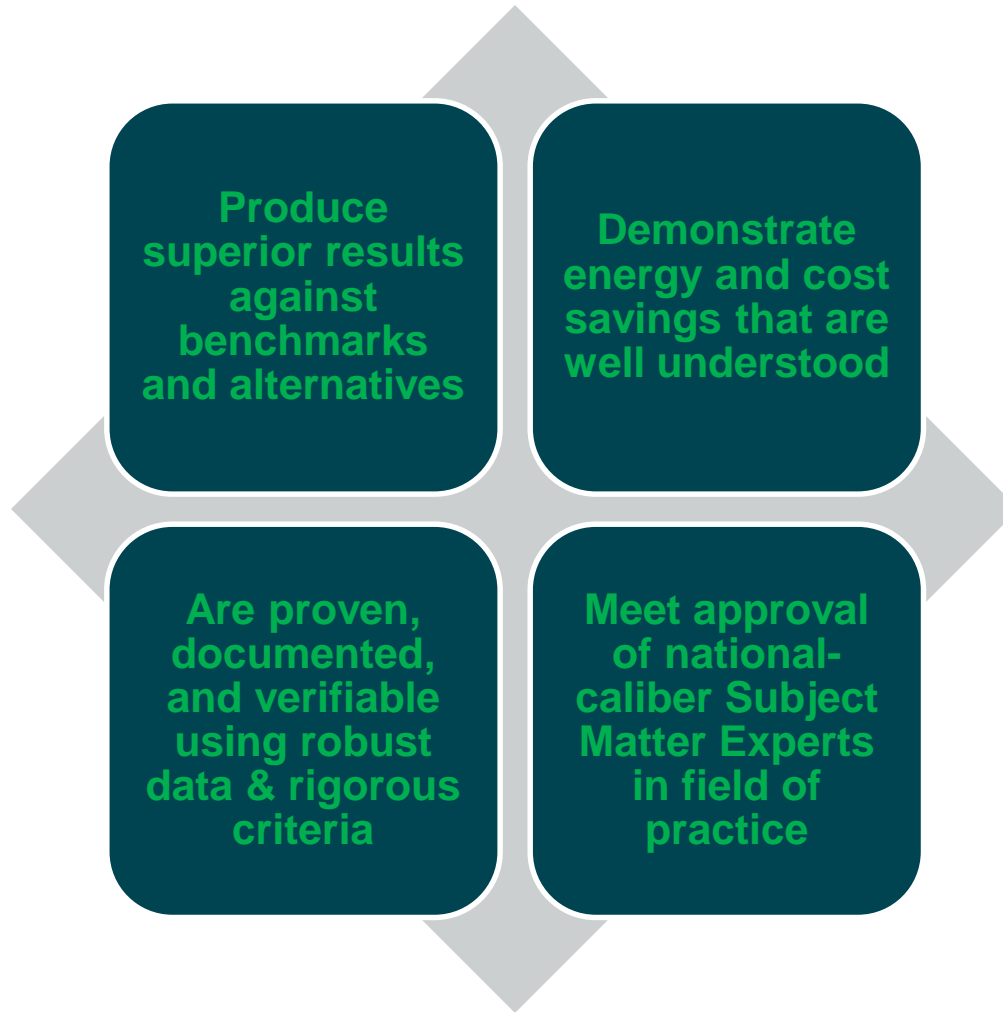 Produce
superior results
against
benchmarks
and alternatives
Demonstrate
energy and cost
savings that are
well understood
Are proven,
documented,
and verifiable
using robust
data & rigorous
criteria
Meet approval
of national-
caliber Subject
Matter Experts
in field of
practice